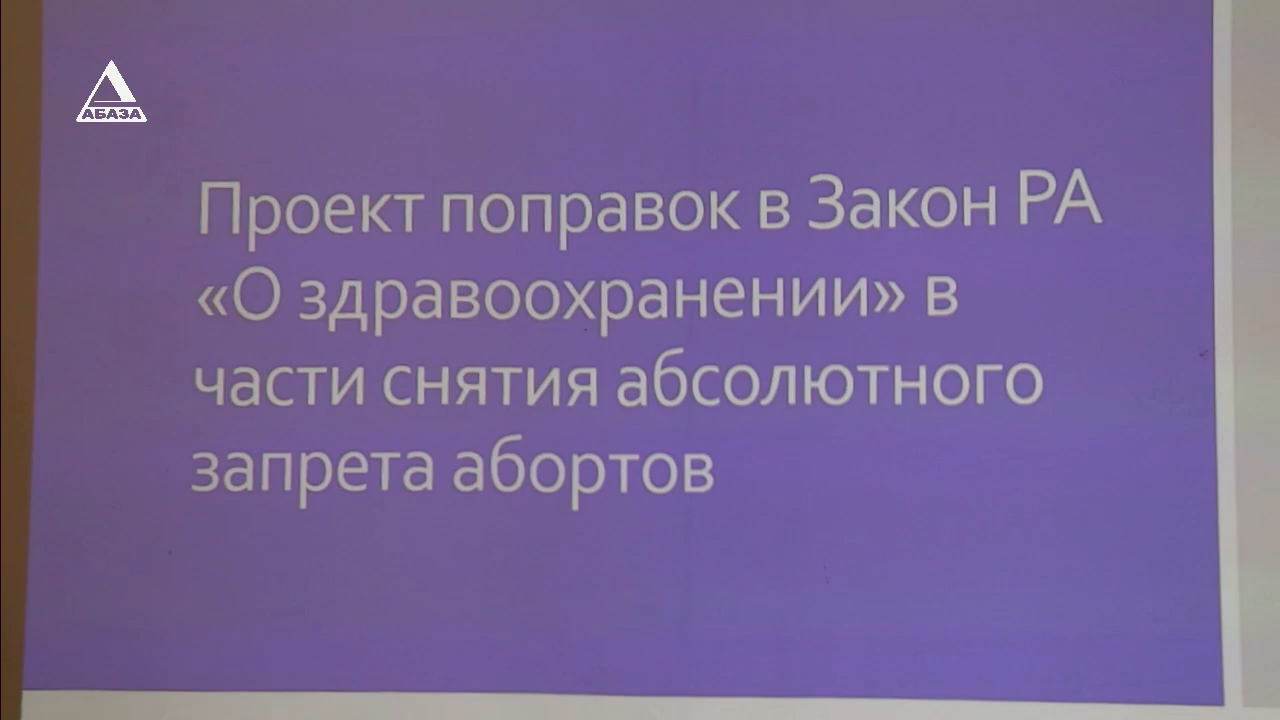 АБАЗА
Проект поправок в Закон РА
«О здравоохранении» в
части снятия абсолютного
запрета абортов